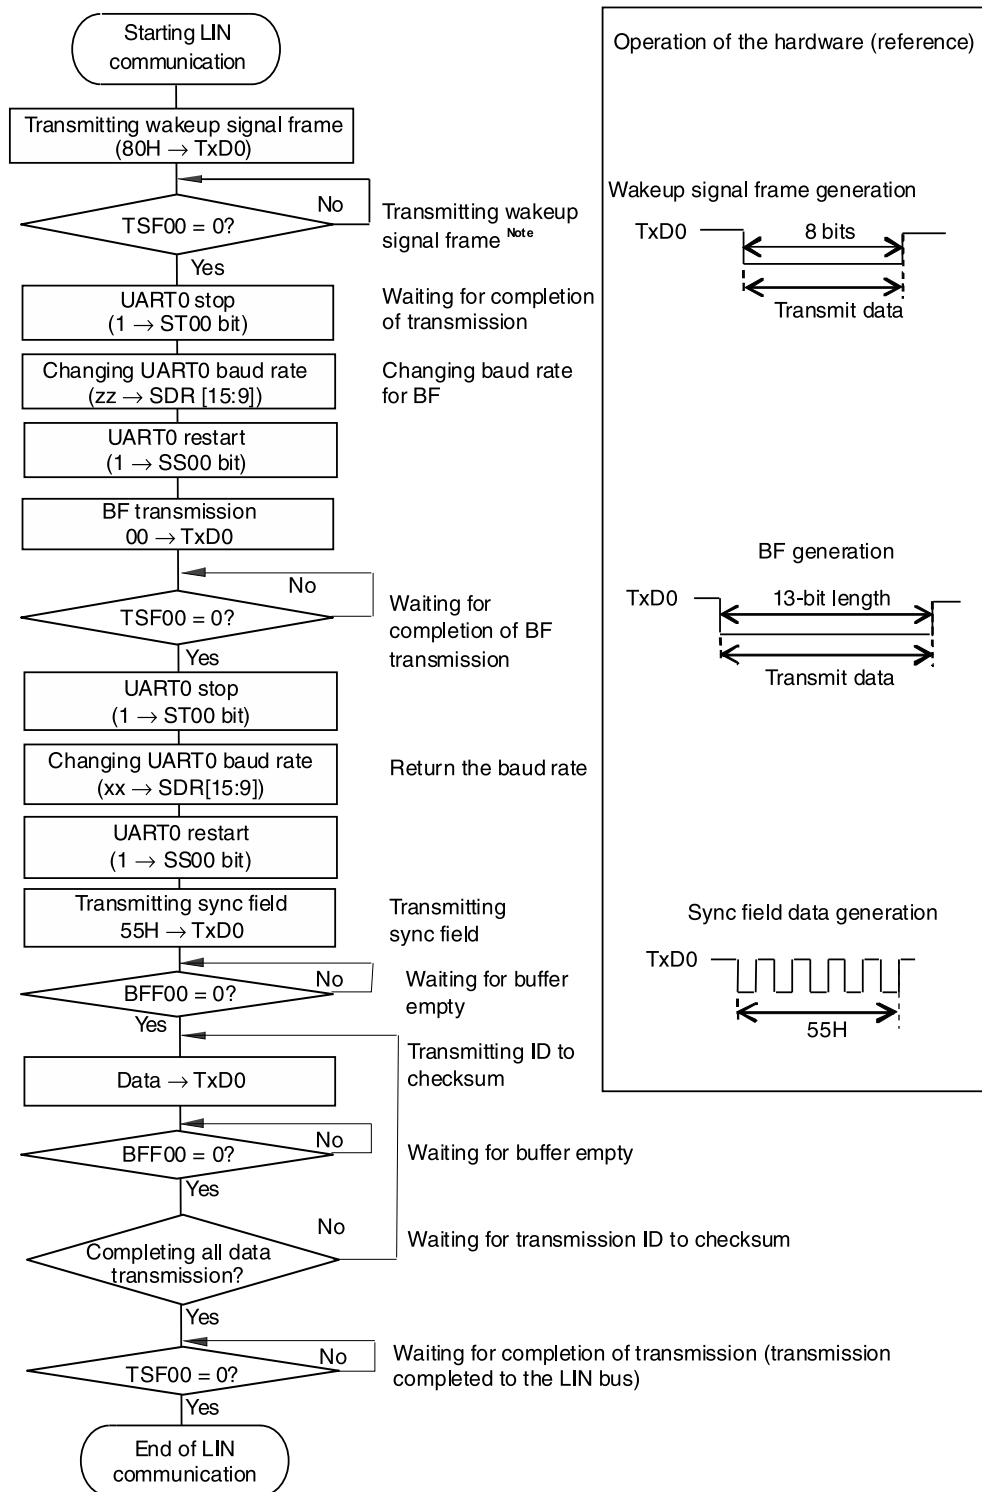 Starting LIN
communication
Transmitting wakeup signal frame
(80H → TxD0)
No
TSF00 = 0?
Transmitting wakeup
signal frame Note
Yes
UART0 stop
(1 → ST00 bit)
Waiting for completion
of transmission
Changing UART0 baud rate
(zz → SDR [15:9])
Changing baud rate
for BF
UART0 restart
(1 → SS00 bit)
BF transmission
00 → TxD0
No
TSF00 = 0?
Waiting for
completion of BF
transmission
Yes
UART0 stop
(1 → ST00 bit)
Changing UART0 baud rate
(xx → SDR[15:9])
Return the baud rate
UART0 restart
(1 → SS00 bit)
Transmitting sync field
55H → TxD0
Transmitting
sync field
No
BFF00 = 0?
Waiting for buffer
empty
Yes
Transmitting ID to
checksum
Data → TxD0
No
BFF00 = 0?
Waiting for buffer empty
Yes
No
Completing all data
transmission?
Waiting for transmission ID to checksum
Yes
No
TSF00 = 0?
Waiting for completion of transmission (transmission
completed to the LIN bus)
Yes
End of LIN
communication
Operation of the hardware (reference)
Wakeup signal frame generation
TxD0
8 bits
Transmit data
BF generation
TxD0
13-bit length
Transmit data
Sync field data generation
TxD0
55H